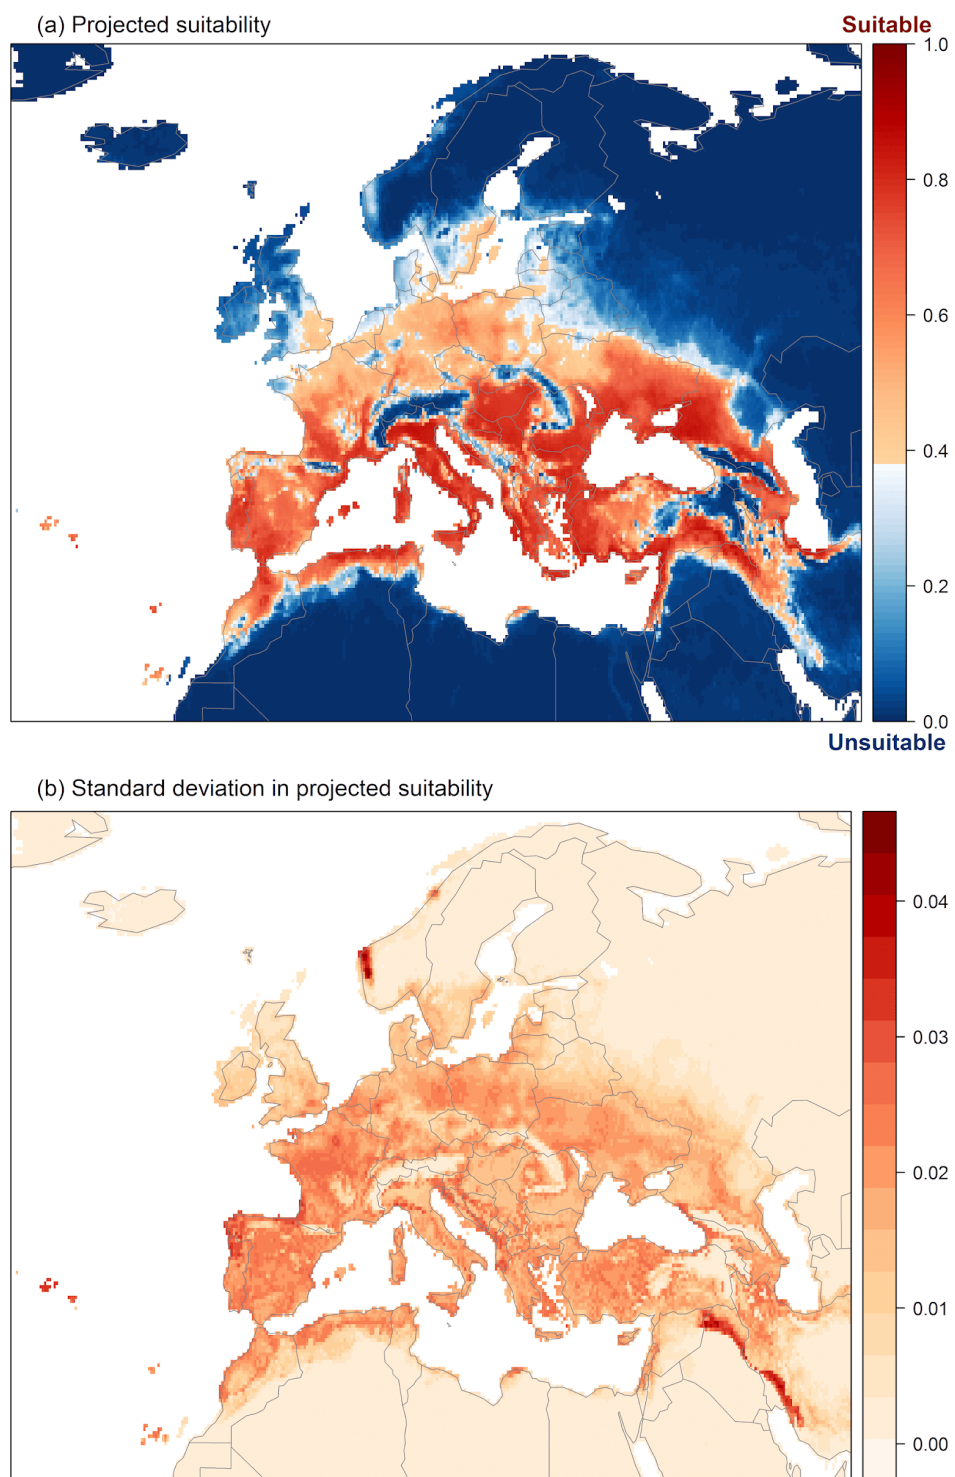 (a) Projected suitability
Suitable
1.0
0.8
0.6
0.4
0.2
0.0
Unsuitable
(b) Standard deviation in projected suitability
0.04
0.03
0.02
0.01
0.00